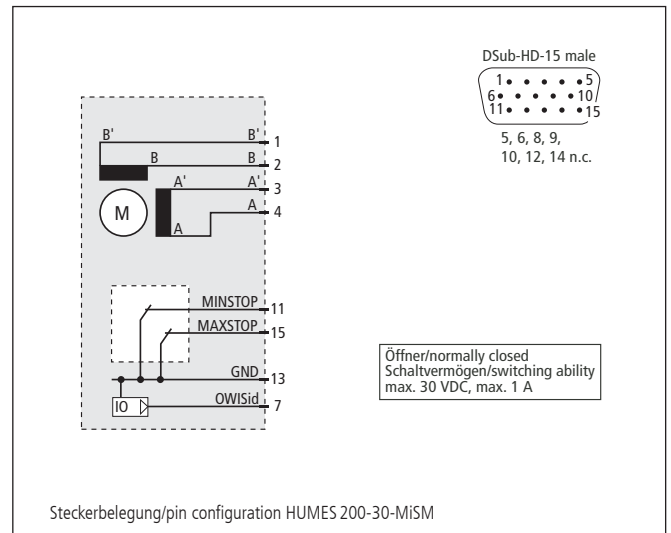 DSub-HD-15 male
1 5
6 10
11 15
5, 6, 8, 9,
10, 12, 14 n.c.
B' B' 1
B B 2
A' A' 3
A 4
M
A
MINSTOP 11
MAXSTOP 15
GND 13
OWISid 7
IO
Öffner/normally closed
Schaltvermögen/switching ability
max. 30 VDC, max. 1 A
Steckerbelegung/pin configuration HUMES 200-30-MiSM